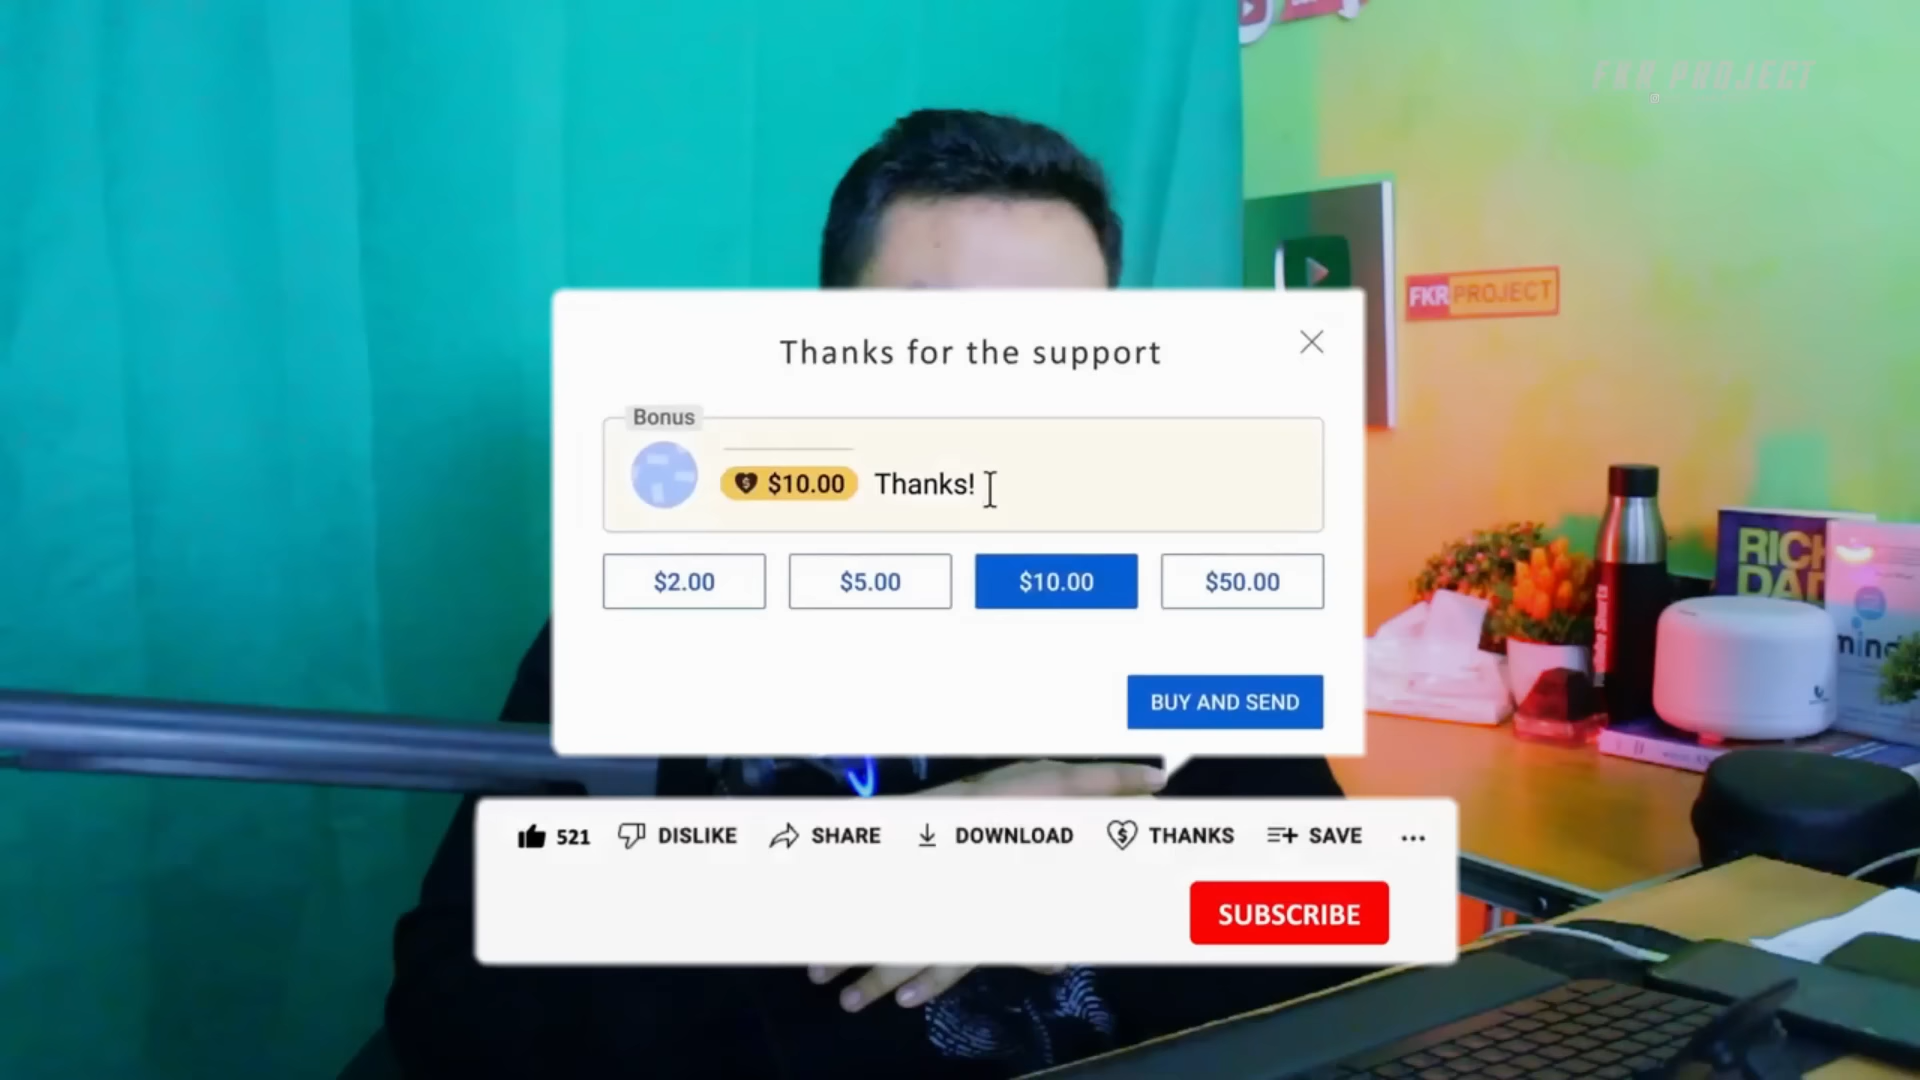 FKR PROJECT
FKR PROJECT
Thanks for the support
Bonus
$10.00 Thanks!
$2.00 $5.00 $10.00 $50.00
RICH
DAD
BUY AND SEND
521 DISLIKE SHARE DOWNLOAD THANKS SAVE
SUBSCRIBE